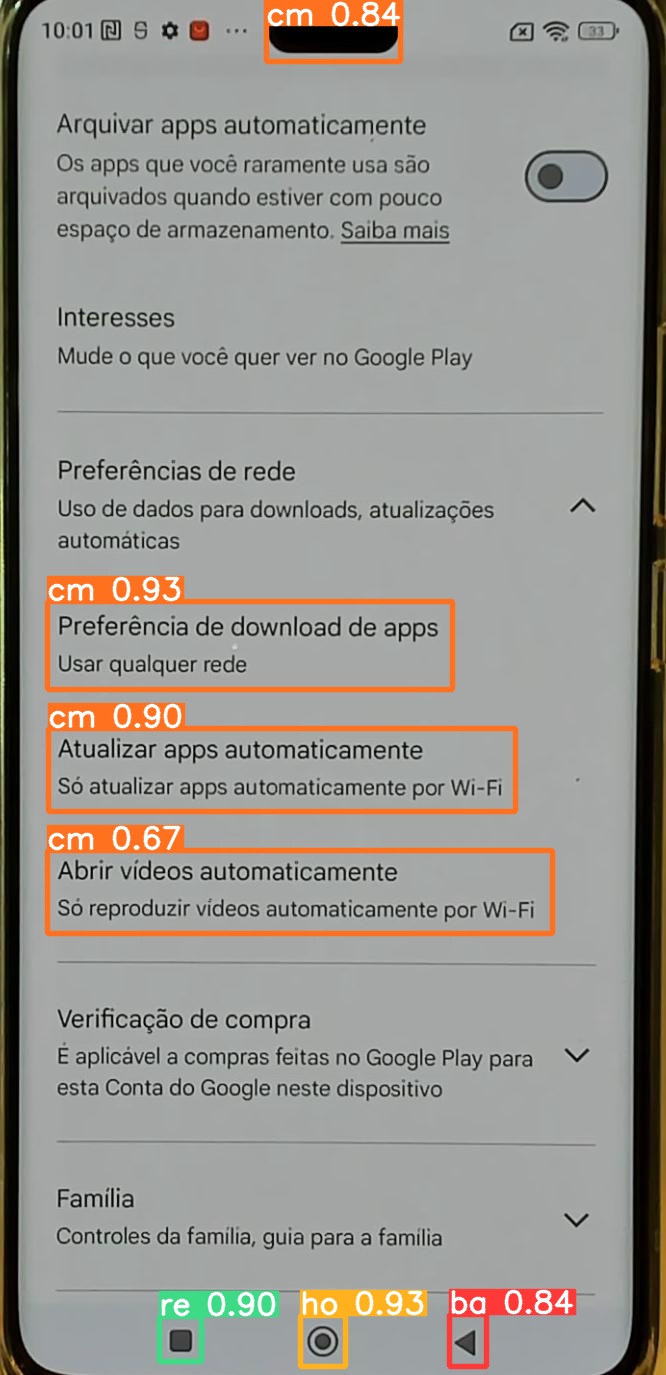 cm 0.84
10:01
33
Arquivar apps automaticamente
Os apps que você raramente usa são
arquivados quando estiver com pouco
espaço de armazenamento. Saiba mais
Interesses
Mude o que você quer ver no Google Play
Preferências de rede
Uso de dados para downloads, atualizações
automáticas
cm 0.93
Preferência de download de apps
Usar qualquer rede
cm 0.90
Atualizar apps automaticamente
Só atualizar apps automaticamente por Wi-Fi
cm 0.67
Abrir vídeos automaticamente
Só reproduzir vídeos automaticamente por Wi-Fi
Verificação de compra
É aplicável a compras feitas no Google Play para
esta Conta do Google neste dispositivo
Família
Controles da família, guia para a família
re 0.90 ho 0.93 ba 0.84